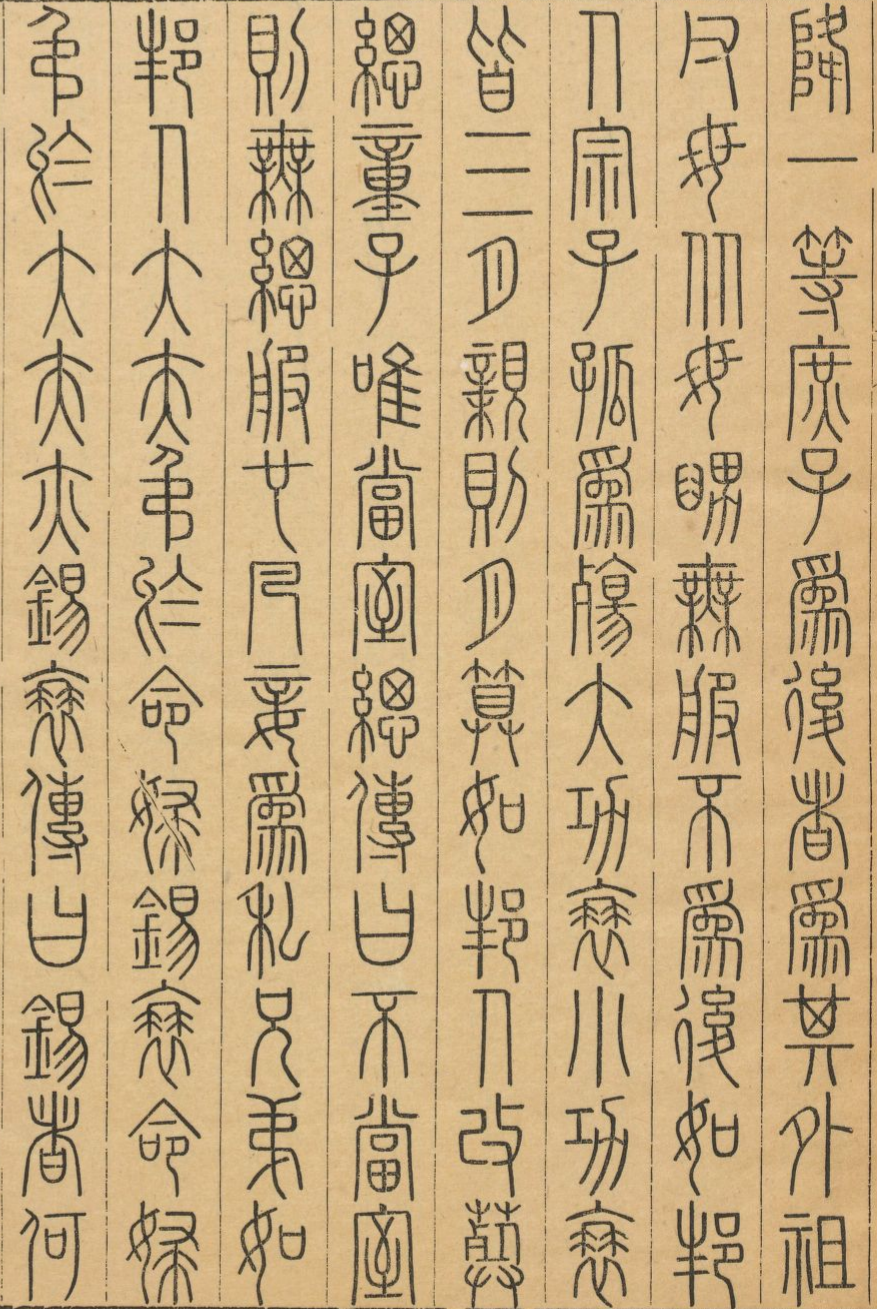 降一等庶子爲後者爲其外祖
父母从母舅無服不爲後如邦
人宗子孤爲殤大功衰小功衰
皆三月親則月算如邦人改葬
緦童子唯當室緦傳曰不當室
則無緦服也凡妾爲私兄弟如
邦人大夫弔於命婦錫衰命婦
弔於大夫亦錫衰傳曰錫者何